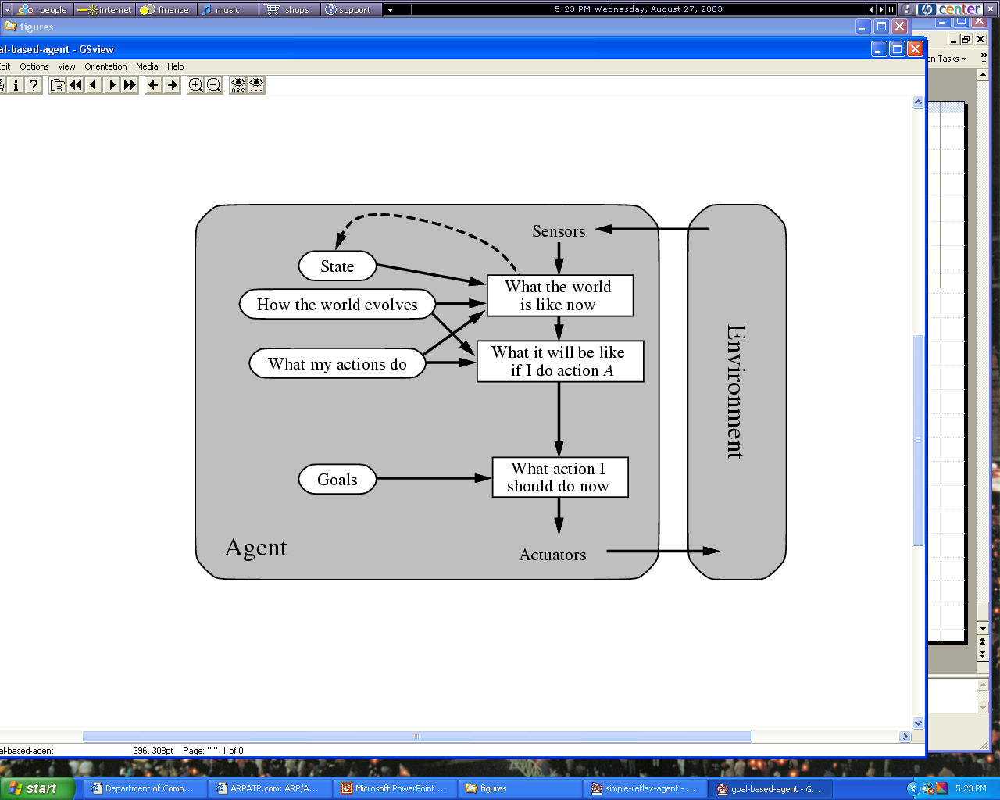 people internet finance music shops support 5:23 PM Wednesday, August 27, 2003 hp center
figures
al-based-agent - GSview
dit Options View Orientation Media Help
on Tasks
ABC
Sensors
State
What the world
is like now
How the world evolves
What it will be like
if I do action A
What my actions do
Environment
Goals
What action I
should do now
Agent
Actuators
al-based-agent 396, 308pt Page: " " 1 of 0
start Department of Comp... ARPATP.com: ARP/A... Microsoft PowerPoint ... figures simple-reflex-agent - ... goal-based-agent - G... 5:23 PM